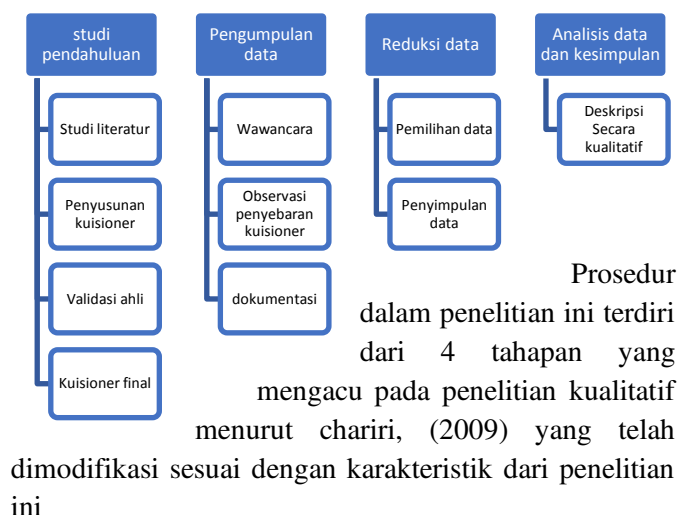 studi
pendahuluan
Studi literatur
Penyusunan
kuisioner
Validasi ahli
Kuisioner final
Pengumpulan
data
Wawancara
Observasi
penyebaran
kuisioner
dokumentasi
Reduksi data
Pemilihan data
Penyimpulan
data
Analisis data
dan kesimpulan
Deskripsi
Secara
kualitatif
Prosedur
dalam penelitian ini terdiri
dari 4 tahapan yang
mengacu pada penelitian kualitatif
menurut chariri, (2009) yang telah
dimodifikasi sesuai dengan karakteristik dari penelitian
ini